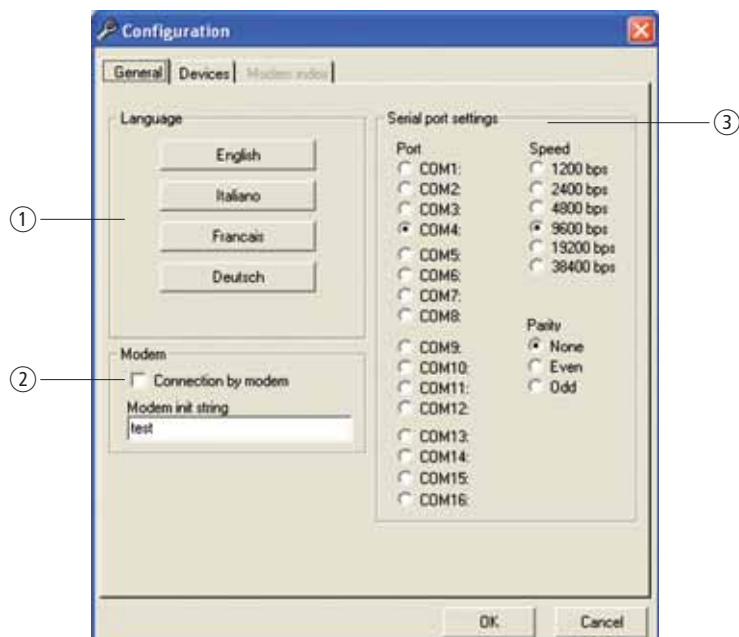 Configuration
General Devices Modem index
Language
English
Italiano
Francais
Deutsch
Modem
Connection by modem
Modem init string
test
Serial port settings
Port
COM1:
COM2:
COM3:
COM4:
COM5:
COM6:
COM7:
COM8:
COM9:
COM10:
COM11:
COM12:
COM13:
COM14:
COM15:
COM16:
Speed
1200 bps
2400 bps
4800 bps
9600 bps
19200 bps
38400 bps
Parity
None
Even
Odd
OK Cancel
1
2
3